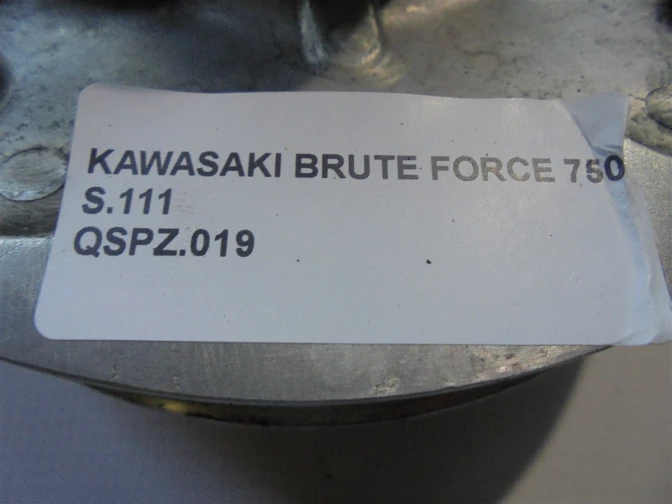 KAWASAKI BRUTE FORCE 750
S.111
QSPZ.019